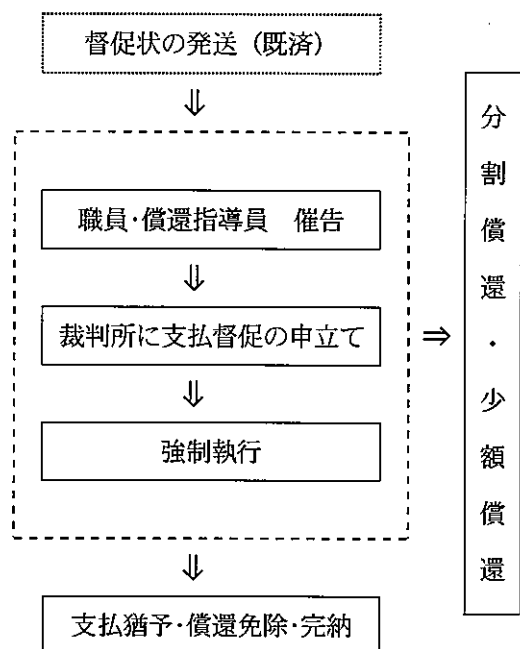 督促状の発送（既済）
⇓
職員・償還指導員　催告
⇓
裁判所に支払督促の申立て
⇒
⇓
強制執行
⇓
支払猶予・償還免除・完納
分割償還・少額償還